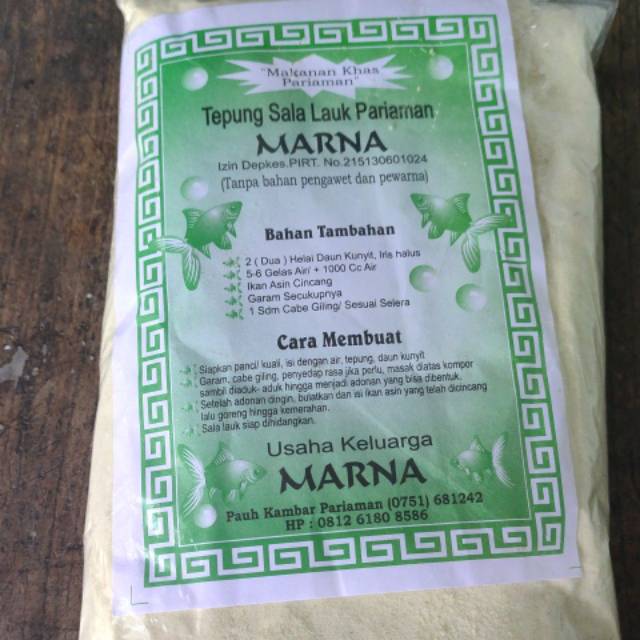 "Makanan Khas
Pariaman"
Tepung Sala Lauk Pariaman
MARNA
Izin Depkes.PIRT. No.215130601024
(Tanpa bahan pengawet dan pewarna)
Bahan Tambahan
2 ( Dua ) Helai Daun Kunyit, Iris halus
5-6 Gelas Air/ + 1000 Cc Air
Ikan Asin Cincang
Garam Secukupnya
1 Sdm Cabe Giling/ Sesuai Selera
Cara Membuat
Siapkan panci/ kuali, isi dengan air, tepung, daun kunyit
Garam, cabe giling, penyedap rasa jika perlu, masak diatas kompor
sambil diaduk- aduk hingga menjadi adonan yang bisa dibentuk.
Setelah adonan dingin, bulatkan dan isi ikan asin yang telah dicincang
lalu goreng hingga kemerahan.
Sala lauk siap dihidangkan.
Usaha Keluarga
MARNA
Pauh Kambar Pariaman (0751) 681242
HP : 0812 6180 8586